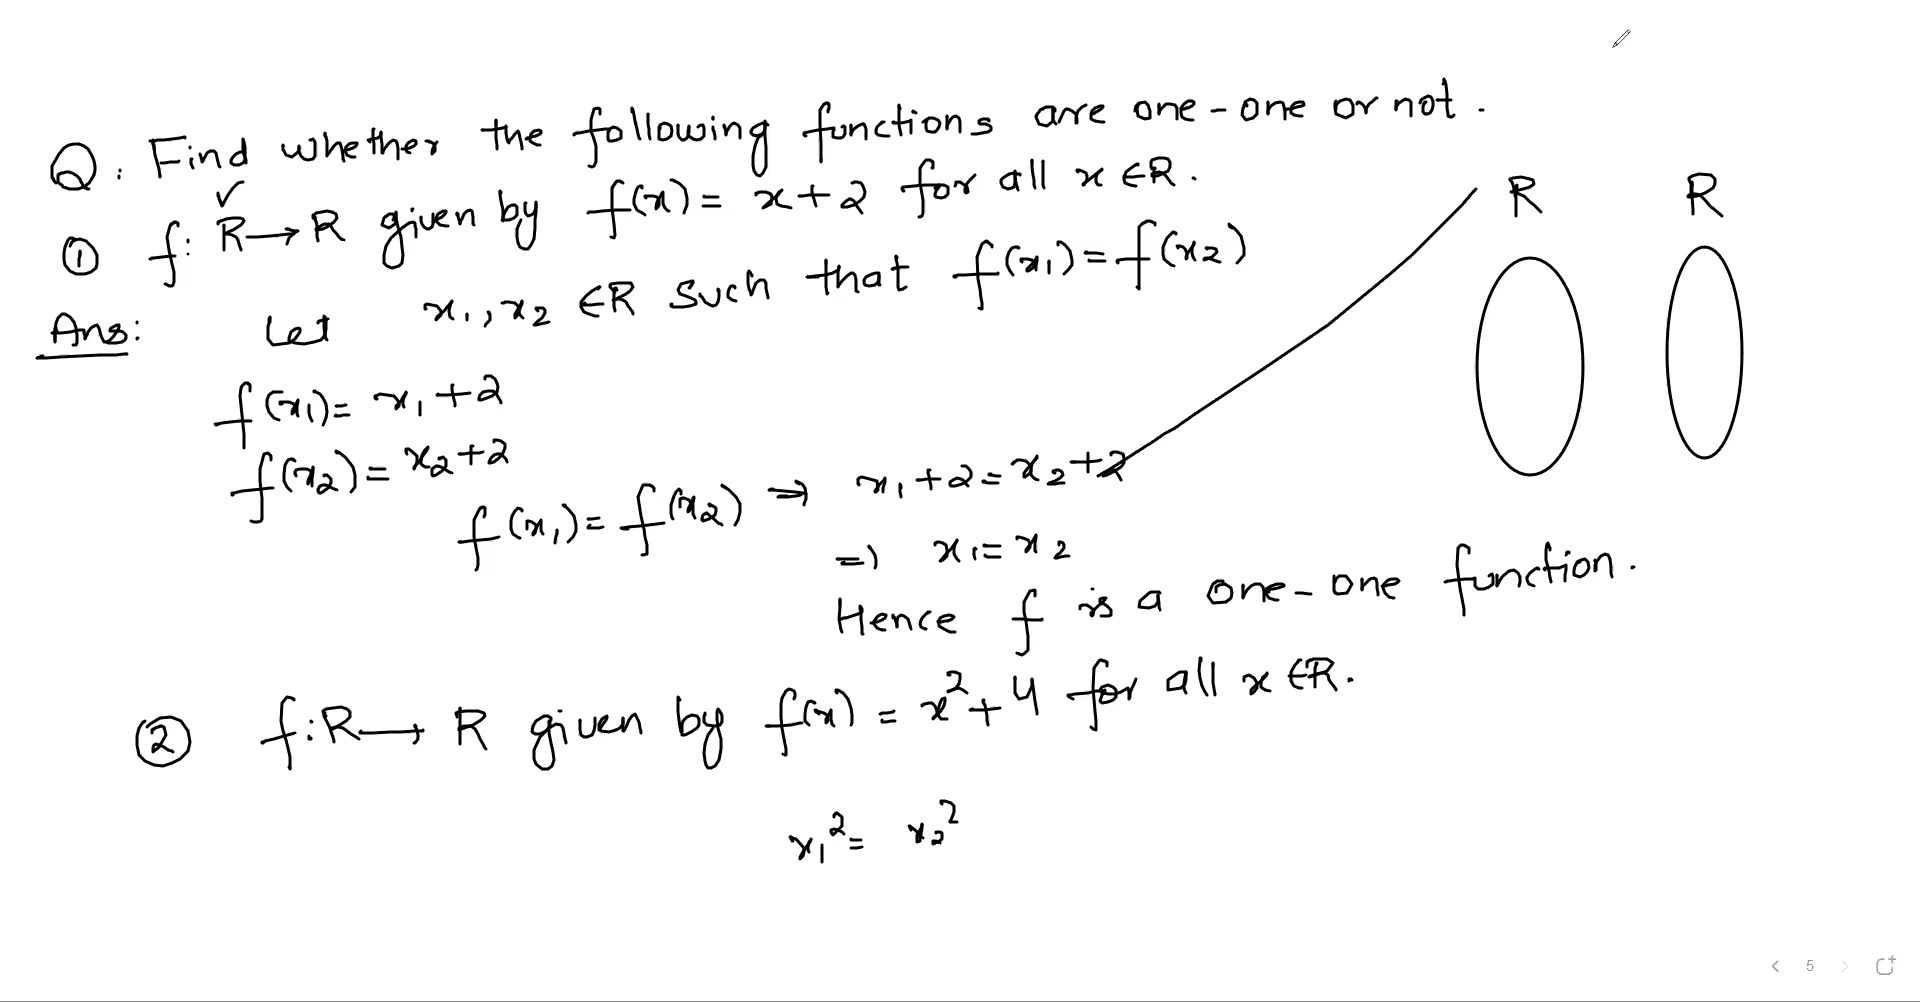 Q. Find whether the following functions are one-one or not.
① f: R→R given by f(x) = x+2 for all x ∈R.
R R
Ans: Let x₁, x₂ ∈R such that f(x₁)=f(x₂)
f(x₁)= x₁+2
f(x₂)= x₂+2
f(x₁)= f(x₂) ⇒ x₁+2=x₂+2
⇒ x₁=x₂
Hence f is a one-one function.
② f:R→ R given by f(x) = x²+4 for all x ∈R.
x₁²= x₂²
5